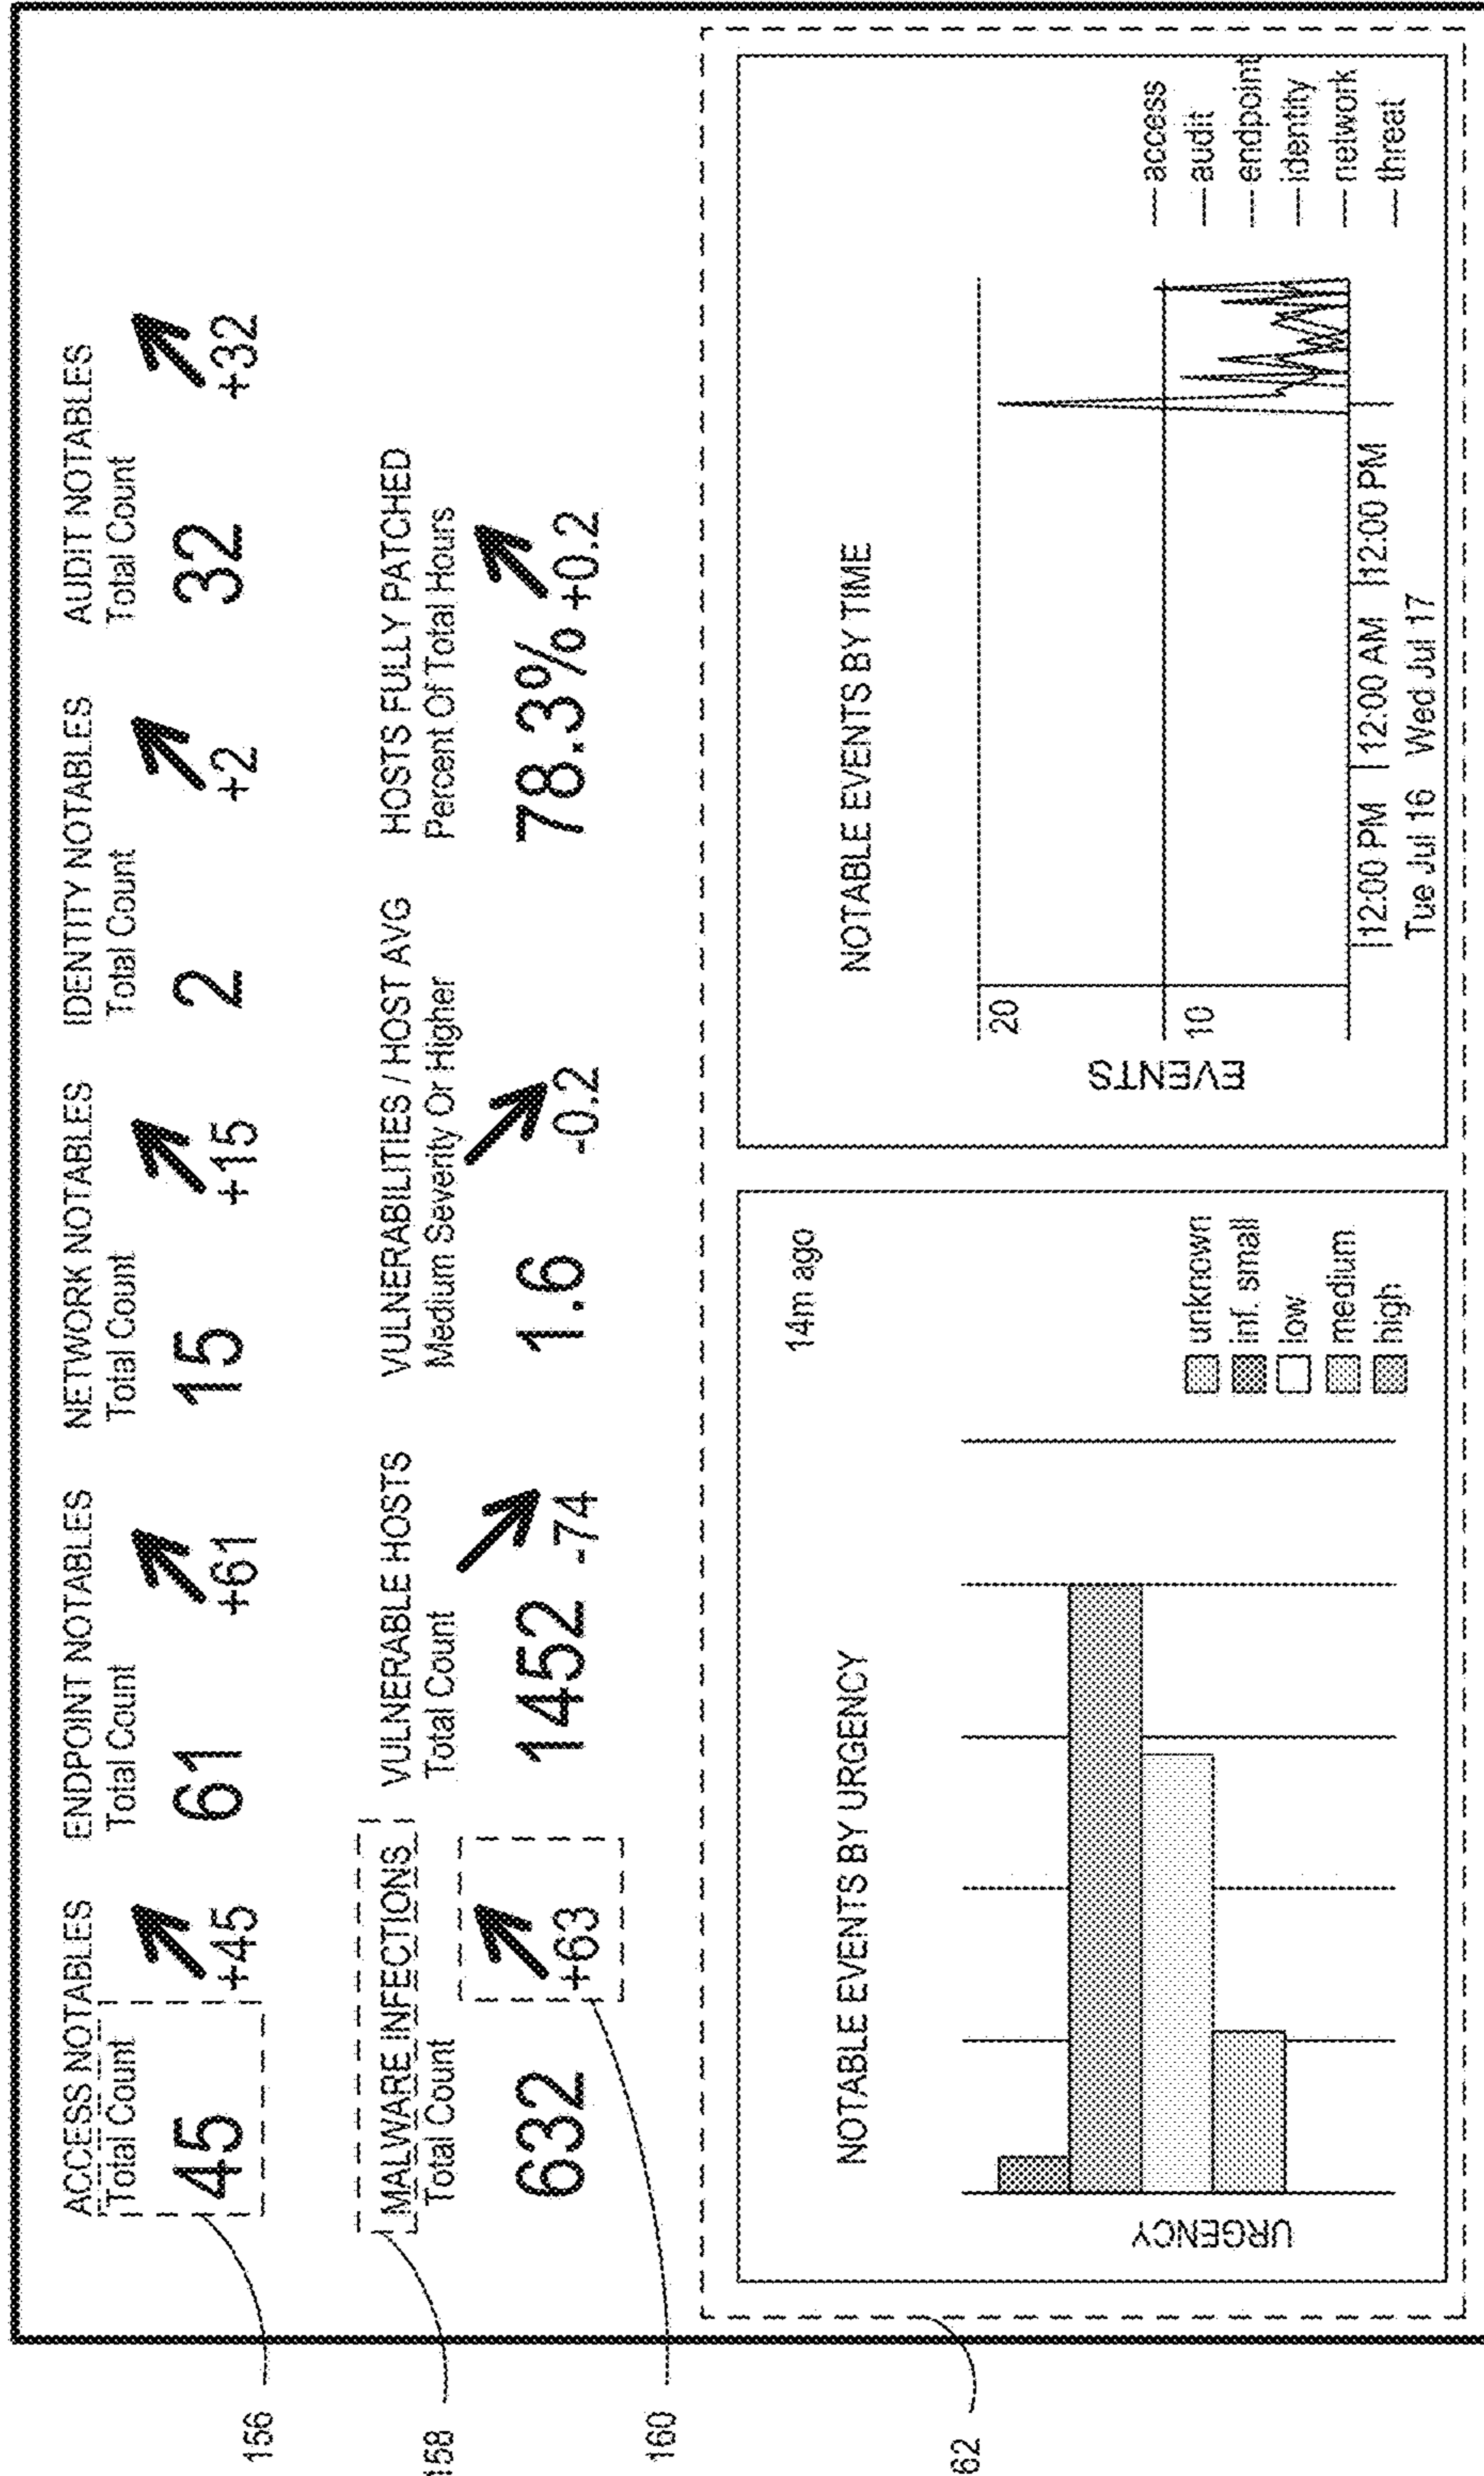 ACCESS NOTABLES ENDPOINT NOTABLES NETWORK NOTABLES IDENTITY NOTABLES AUDIT NOTABLES
Total Count Total Count Total Count Total Count Total Count
45 +45 61 +61 15 +15 2 +2 32 +32
MALWARE INFECTIONS VULNERABLE HOSTS VULNERABILITIES / HOST AVG HOSTS FULLY PATCHED
Total Count Total Count Medium Severity Or Higher Percent Of Total Hours
632 +63 1452 -74 1.6 -0.2 78.3% +0.2
156
158
160
62
NOTABLE EVENTS BY URGENCY
14m ago
URGENCY
unknown
inf. small
low
medium
high
NOTABLE EVENTS BY TIME
EVENTS
20
10
12:00 PM 12:00 AM 12:00 PM
Tue Jul 16 Wed Jul 17
access
audit
endpoint
identity
network
threat